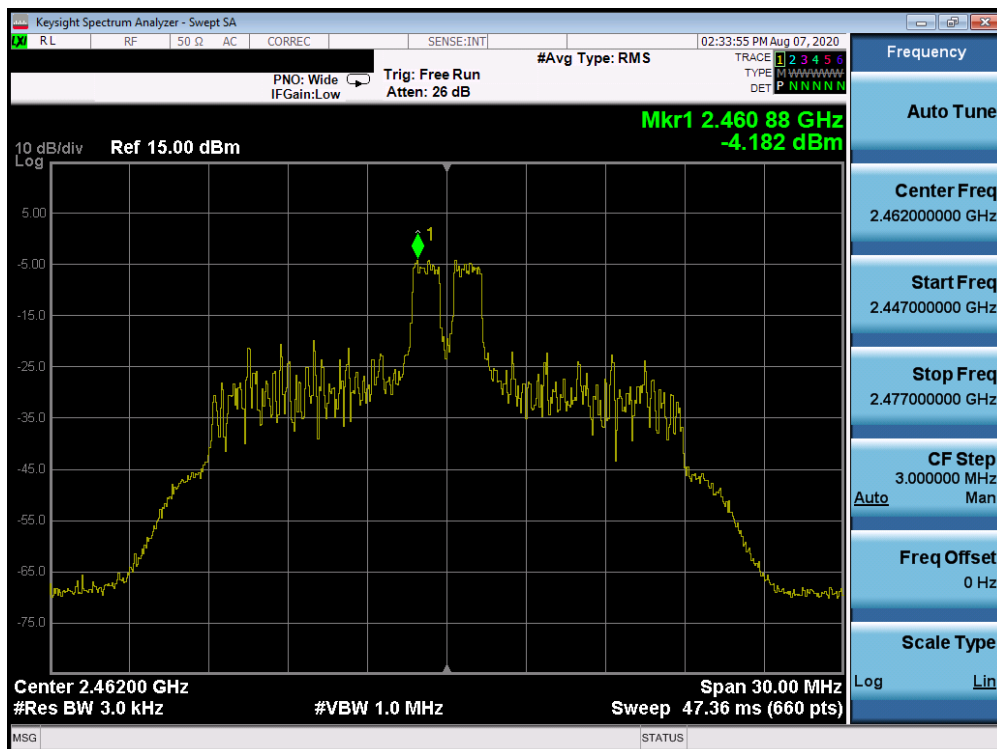 Keysight Spectrum Analyzer - Swept SA
LXI RL RF 50 Ω AC CORREC SENSE:INT 02:33:55 PM Aug 07, 2020
#Avg Type: RMS TRACE 1 2 3 4 5 6
PNO: Wide Trig: Free Run TYPE M WWWWW
IFGain:Low Atten: 26 dB DET P N N N N N
Mkr1 2.460 88 GHz
-4.182 dBm
10 dB/div Ref 15.00 dBm
Log
1
5.00
-5.00
-15.0
-25.0
-35.0
-45.0
-55.0
-65.0
-75.0
Center 2.46200 GHz Span 30.00 MHz
#Res BW 3.0 kHz #VBW 1.0 MHz Sweep 47.36 ms (660 pts)
MSG STATUS
Frequency
Auto Tune
Center Freq
2.462000000 GHz
Start Freq
2.447000000 GHz
Stop Freq
2.477000000 GHz
CF Step
3.000000 MHz
Auto Man
Freq Offset
0 Hz
Scale Type
Log Lin